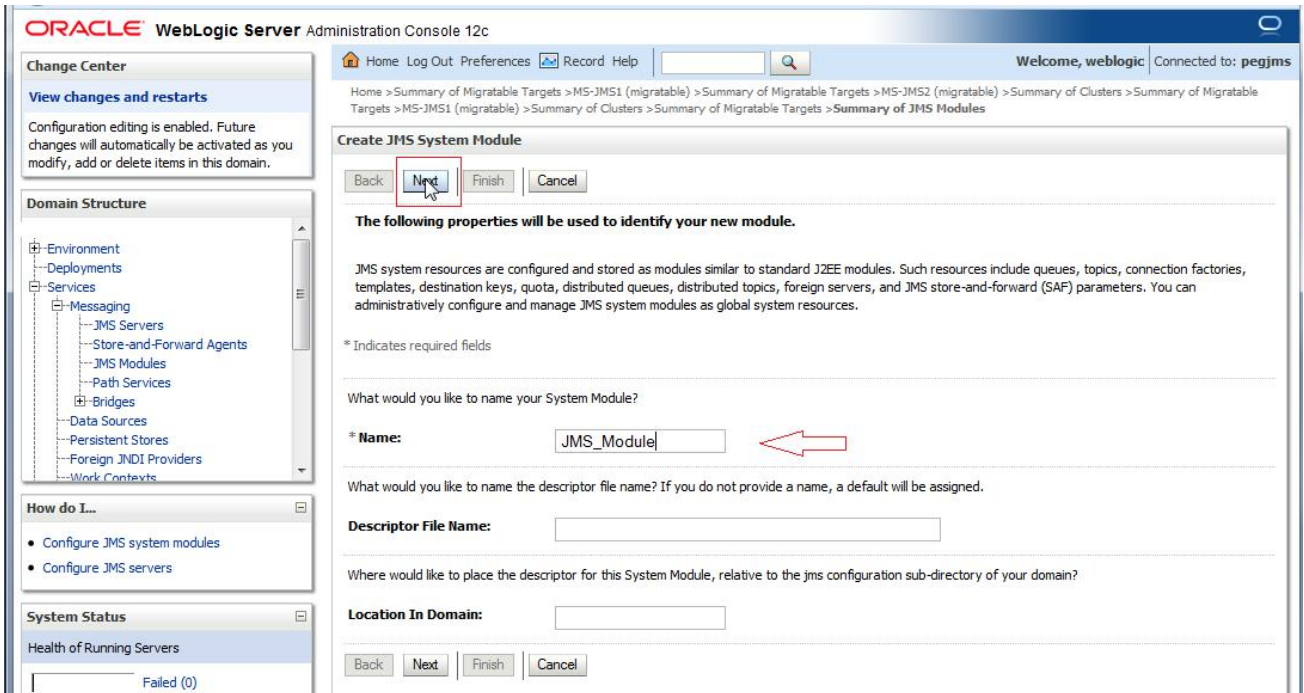 ORACLE WebLogic Server Administration Console 12c
Change Center
View changes and restarts
Configuration editing is enabled. Future
changes will automatically be activated as you
modify, add or delete items in this domain.
Domain Structure
Environment
Deployments
Services
Messaging
JMS Servers
Store-and-Forward Agents
JMS Modules
Path Services
Bridges
Data Sources
Persistent Stores
Foreign JNDI Providers
Work Contexts
How do I...
Configure JMS system modules
Configure JMS servers
System Status
Health of Running Servers
Failed (0)
Home Log Out Preferences Record Help
Welcome, weblogic Connected to: pegjms
Home >Summary of Migratable Targets >MS-JMS1 (migratable) >Summary of Migratable Targets >MS-JMS2 (migratable) >Summary of Clusters >Summary of Migratable
Targets >MS-JMS1 (migratable) >Summary of Clusters >Summary of Migratable Targets >Summary of JMS Modules
Create JMS System Module
Back Next Finish Cancel
The following properties will be used to identify your new module.
JMS system resources are configured and stored as modules similar to standard J2EE modules. Such resources include queues, topics, connection factories,
templates, destination keys, quota, distributed queues, distributed topics, foreign servers, and JMS store-and-forward (SAF) parameters. You can
administratively configure and manage JMS system modules as global system resources.
* Indicates required fields
What would you like to name your System Module?
* Name: JMS_Module
What would you like to name the descriptor file name? If you do not provide a name, a default will be assigned.
Descriptor File Name:
Where would like to place the descriptor for this System Module, relative to the jms configuration sub-directory of your domain?
Location In Domain:
Back Next Finish Cancel